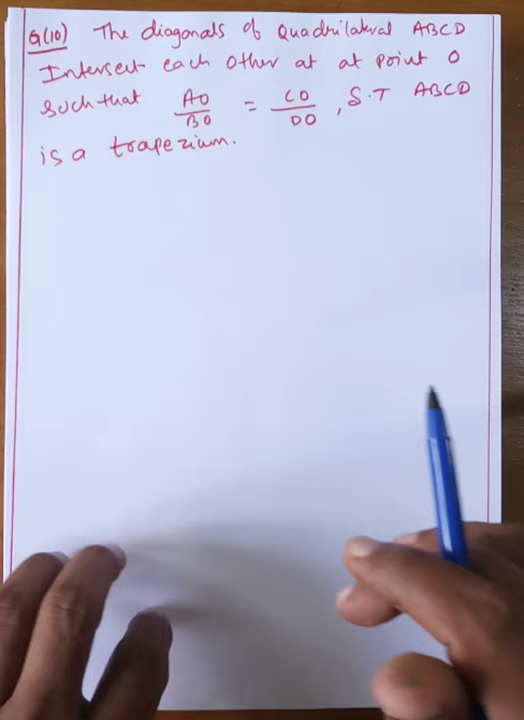 Q(10) The diagonals of Quadrilateral ABCD
Intersect each other at at point O
such that AO/BO = CO/DO, S.T ABCD
is a trapezium.